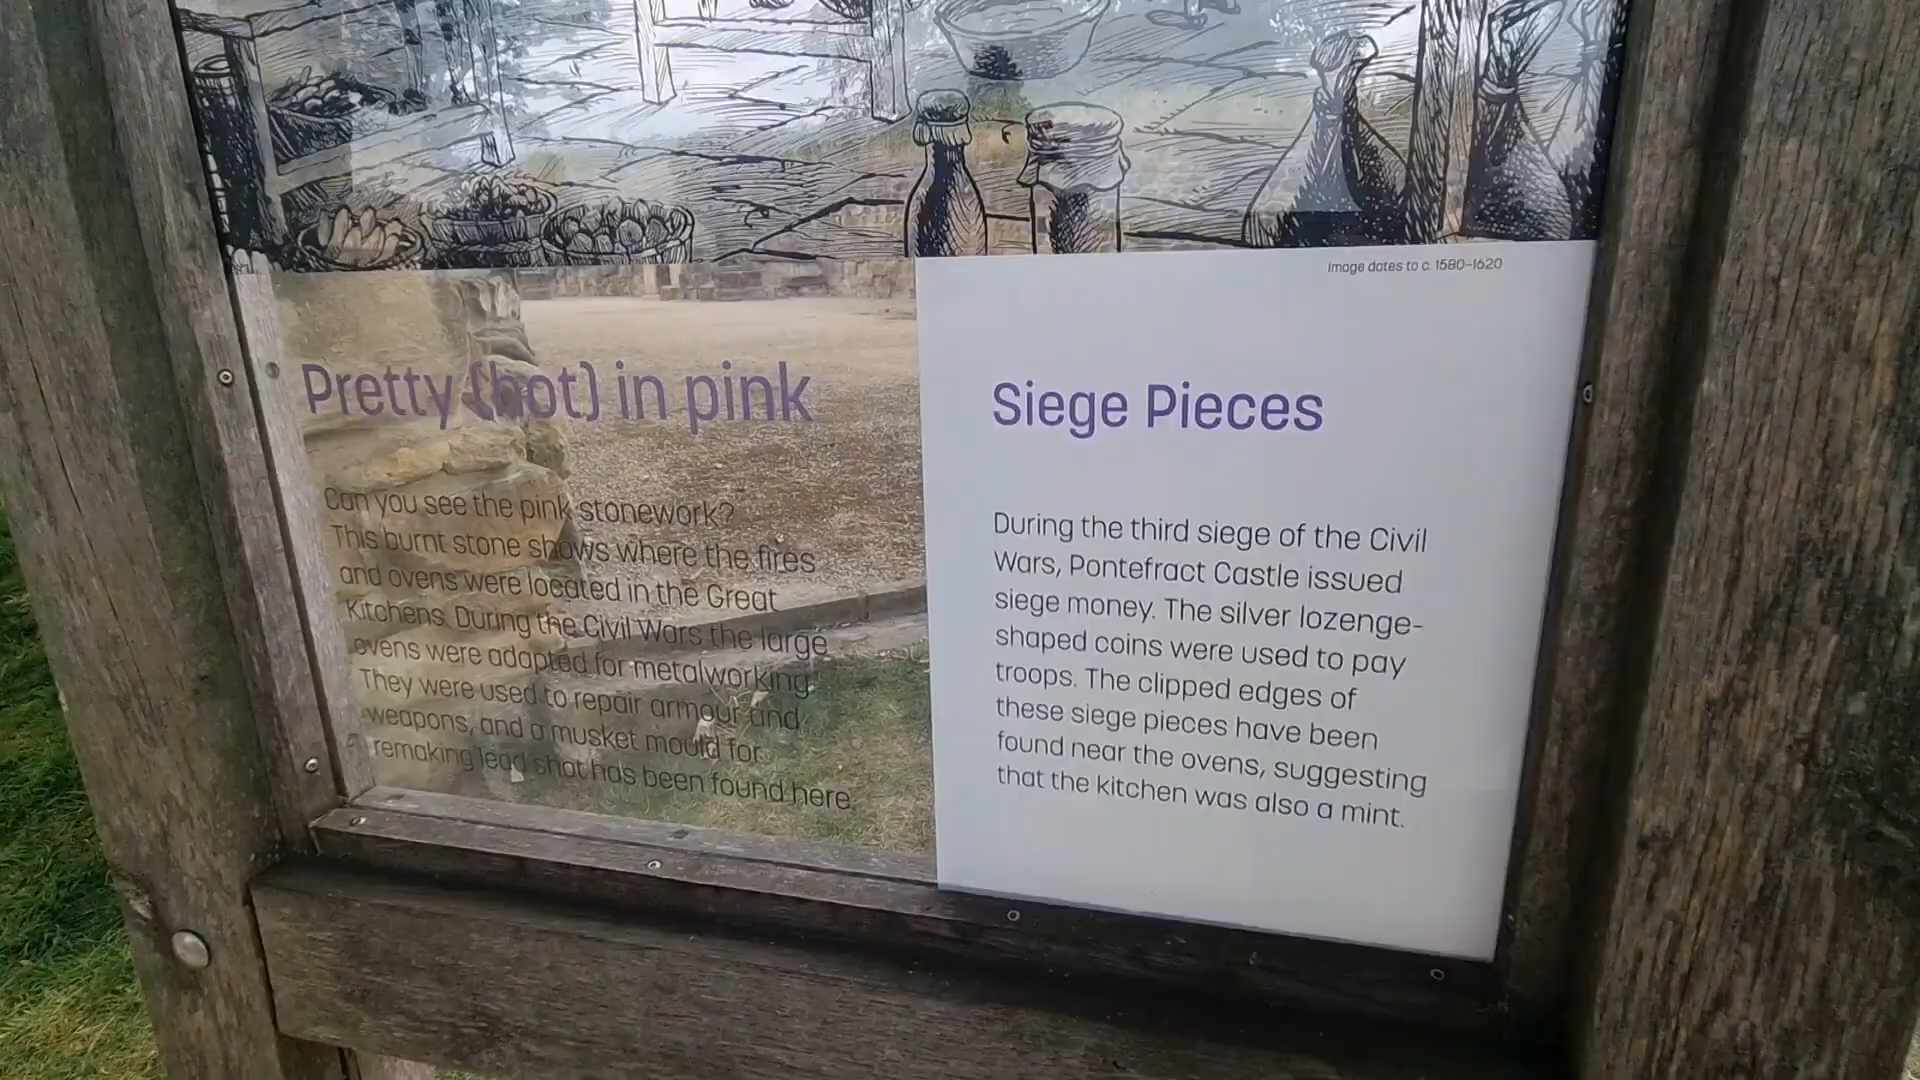 Image dates to c. 1580–1620
Pretty (hot) in pink
Can you see the pink stonework?
This burnt stone shows where the fires
and ovens were located in the Great
Kitchens. During the Civil Wars the large
ovens were adapted for metalworking.
They were used to repair armour and
weapons, and a musket mould for
remaking lead shot has been found here.
Siege Pieces
During the third siege of the Civil
Wars, Pontefract Castle issued
siege money. The silver lozenge-
shaped coins were used to pay
troops. The clipped edges of
these siege pieces have been
found near the ovens, suggesting
that the kitchen was also a mint.